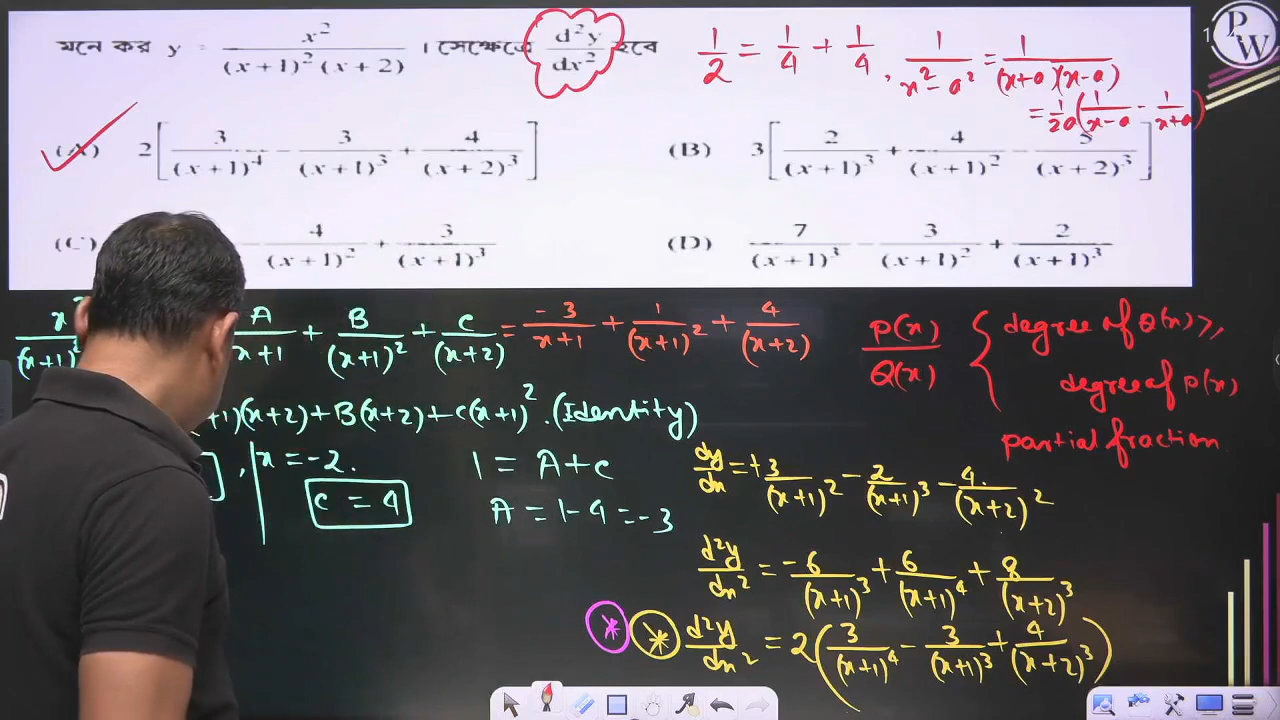 মনে কর y = x²/((x+1)²(x+2)) । সেক্ষেত্রে d²y/dx² হবে
1/2 = 1/4 + 1/4 , 1/(x²-a²) = 1/((x+a)(x-a))
= 1/2a (1/(x-a) - 1/(x+a))
(A) 2[3/(x+1)⁴ - 3/(x+1)³ + 4/(x+2)³]
(B) 3[2/(x+1)³ + 4/(x+1)² - 5/(x+2)³]
(C) - 4/(x+1)² + 3/(x+1)³
(D) 7/(x+1)³ - 3/(x+1)² + 2/(x+1)³
x²/(x+1)² A/(x+1) + B/(x+1)² + C/(x+2) = -3/(x+1) + 1/(x+1)² + 4/(x+2)
+1)(x+2) + B(x+2) + C(x+1)² . (Identity)
, x = -2.
C = 4
1 = A + C
A = 1 - 4 = -3
P(x)/Q(x) { degree of Q(x) >,
degree of P(x)
partial fraction
dy/dx = +3/(x+1)² - 2/(x+1)³ - 4/(x+2)²
d²y/dx² = -6/(x+1)³ + 6/(x+1)⁴ + 8/(x+2)³
d²y/dx² = 2(3/(x+1)⁴ - 3/(x+1)³ + 4/(x+2)³)
PW
1